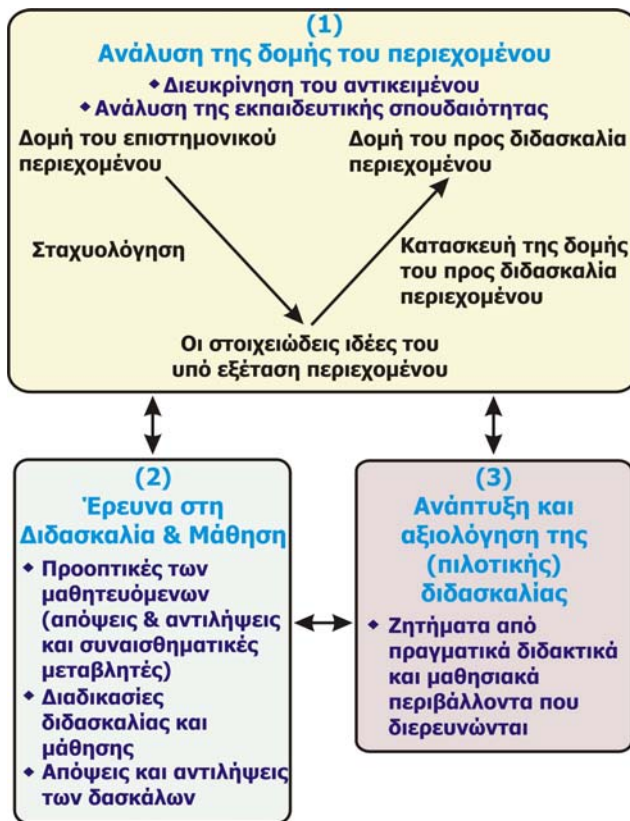 (1)
Ανάλυση της δομής του περιεχομένου
◆ Διευκρίνηση του αντικειμένου
◆ Ανάλυση της εκπαιδευτικής σπουδαιότητας
Δομή του επιστημονικού
περιεχομένου
Δομή του προς διδασκαλία
περιεχομένου
Σταχυολόγηση
Κατασκευή της δομής
του προς διδασκαλία
περιεχομένου
Οι στοιχειώδεις ιδέες του
υπό εξέταση περιεχομένου
(2)
Έρευνα στη
Διδασκαλία & Μάθηση
◆ Προοπτικές των
μαθητευόμενων
(απόψεις & αντιλήψεις
και συναισθηματικές
μεταβλητές)
◆ Διαδικασίες
διδασκαλίας και
μάθησης
◆ Απόψεις και αντιλήψεις
των δασκάλων
(3)
Ανάπτυξη και
αξιολόγηση της
(πιλοτικής)
διδασκαλίας
◆ Ζητήματα από
πραγματικά διδακτικά
και μαθησιακά
περιβάλλοντα που
διερευνώνται